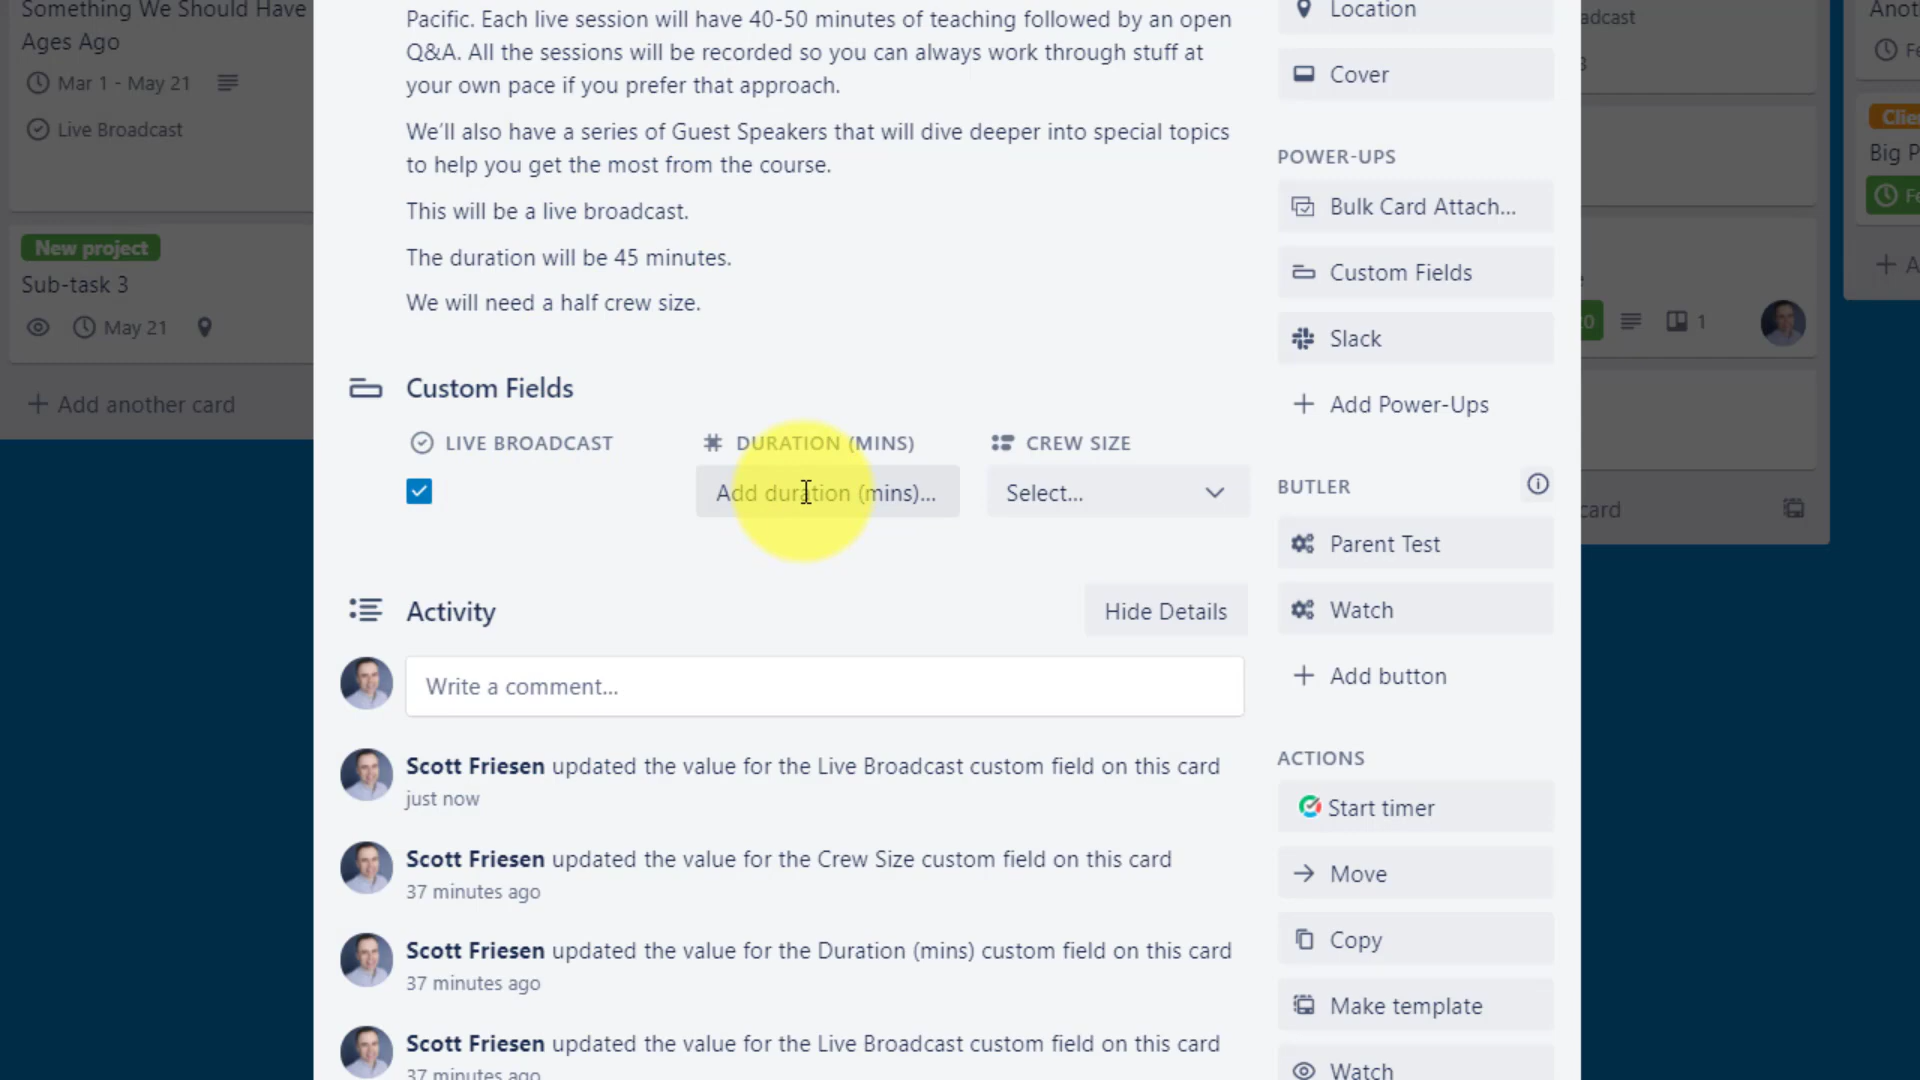 Something We Should Have
Ages Ago
Mar 1 - May 21
Live Broadcast
New project
Sub-task 3
May 21
+ Add another card
Pacific. Each live session will have 40-50 minutes of teaching followed by an open
Q&A. All the sessions will be recorded so you can always work through stuff at
your own pace if you prefer that approach.
We'll also have a series of Guest Speakers that will dive deeper into special topics
to help you get the most from the course.
This will be a live broadcast.
The duration will be 45 minutes.
We will need a half crew size.
Custom Fields
LIVE BROADCAST
DURATION (MINS)
CREW SIZE
Add duration (mins)...
Select...
Activity
Hide Details
Write a comment...
Scott Friesen updated the value for the Live Broadcast custom field on this card
just now
Scott Friesen updated the value for the Crew Size custom field on this card
37 minutes ago
Scott Friesen updated the value for the Duration (mins) custom field on this card
37 minutes ago
Scott Friesen updated the value for the Live Broadcast custom field on this card
37 minutes ago
Location
Cover
POWER-UPS
Bulk Card Attach...
Custom Fields
Slack
+ Add Power-Ups
BUTLER
Parent Test
Watch
+ Add button
ACTIONS
Start timer
Move
Copy
Make template
Watch
adcast
1
card
Big P